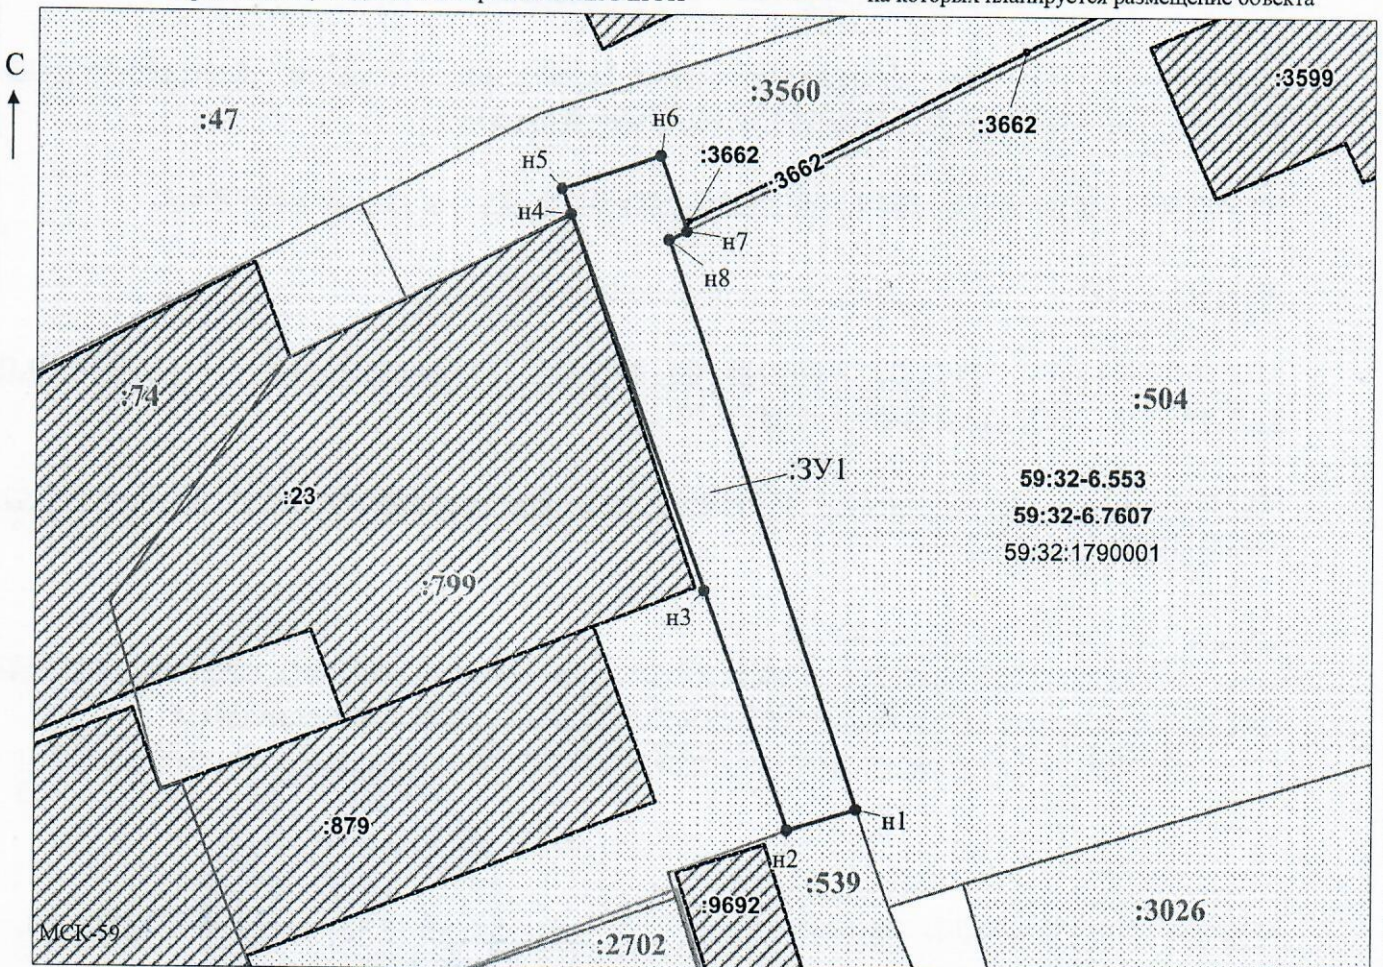 на которых планируется размещение объекта
С
:47
:3560
:3599
:3662
н6
н5
:3662
:3662
н4
н7
н8
:74
:504
:ЗУ1
59:32-6.553
:23
59:32-6.7607
59:32:1790001
:799
н3
:879
н1
н2
:539
:9692
:3026
МСК-59
:2702